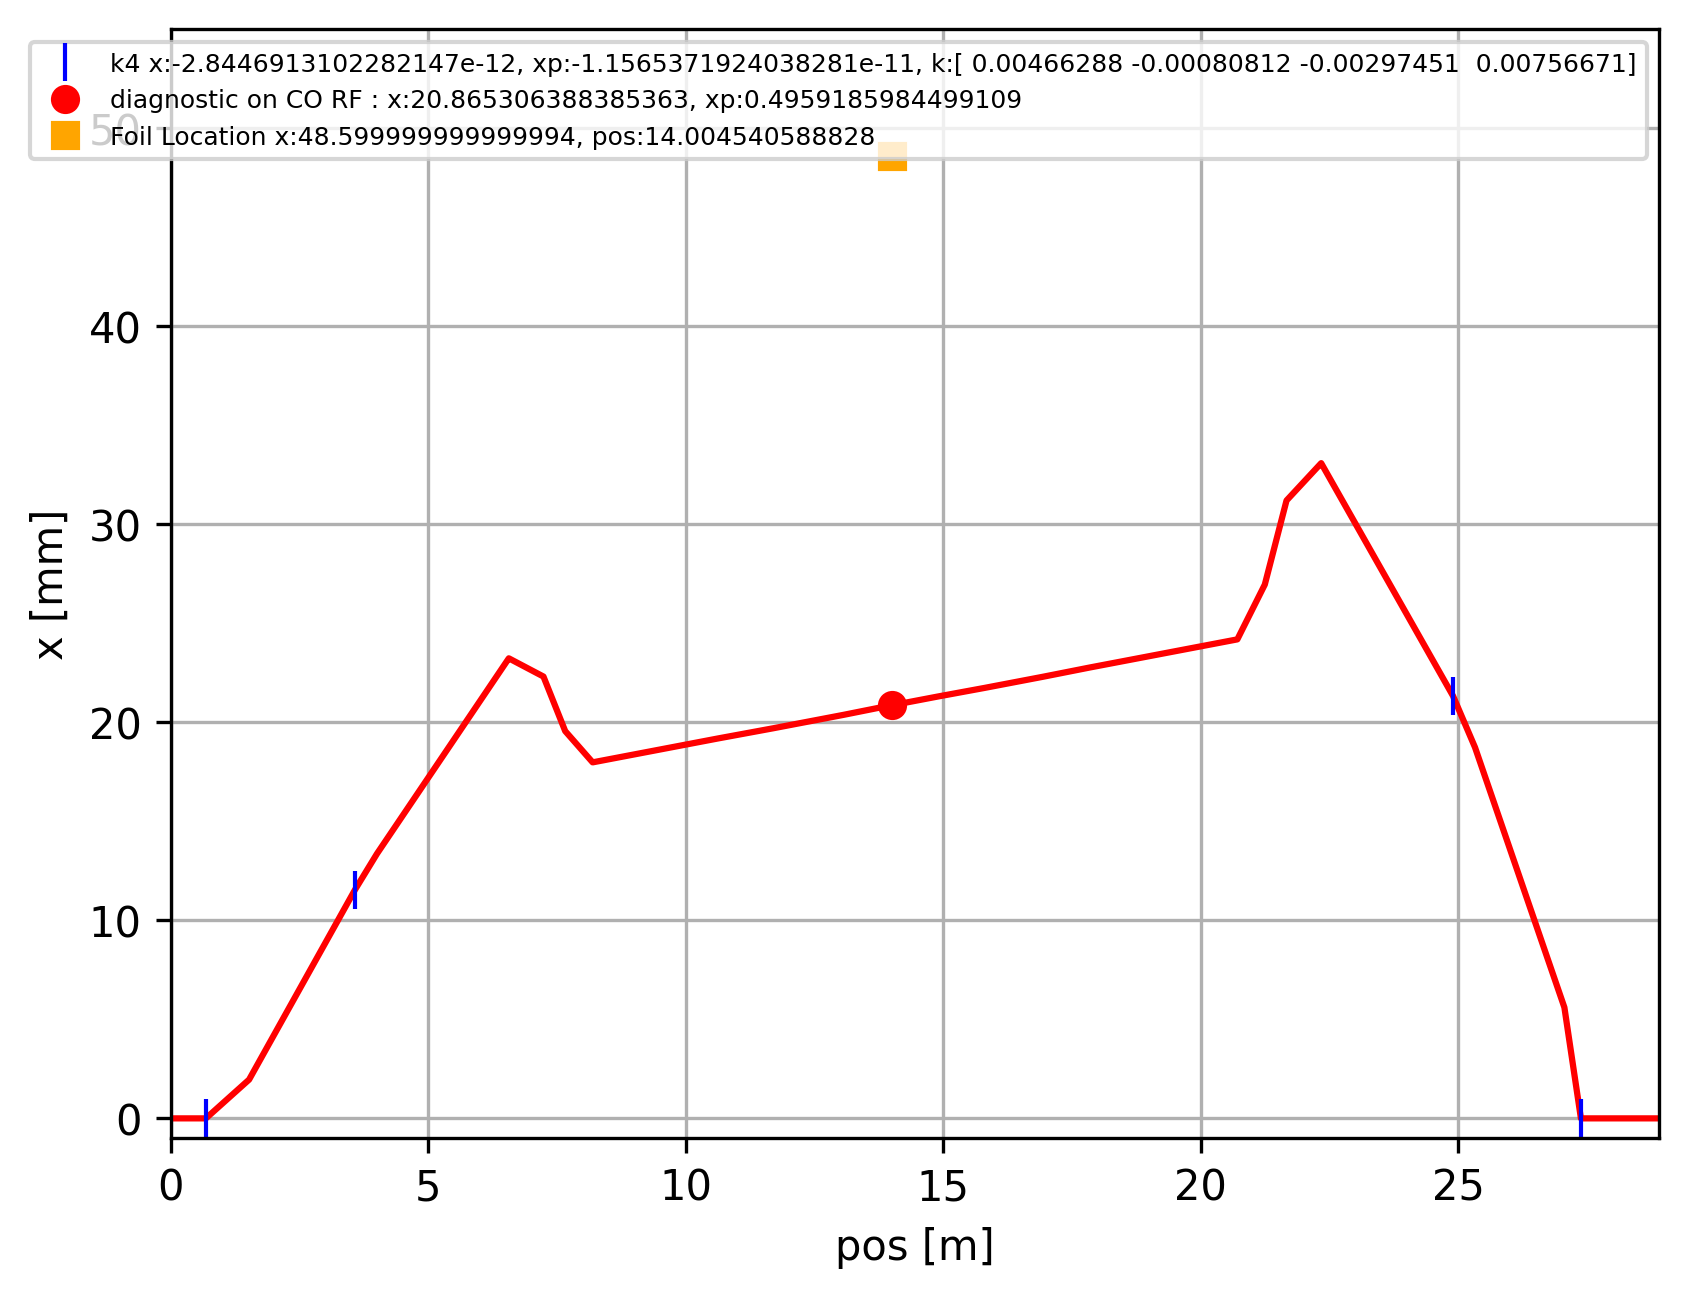 k4 x:-2.8446913102282147e-12, xp:-1.1565371924038281e-11, k:[ 0.00466288 -0.00080812 -0.00297451  0.00756671]
diagnostic on CO RF : x:20.865306388385363, xp:0.4959185984499109
Foil Location x:48.599999999999994, pos:14.004540588828
50
40
30
20
10
0
x [mm]
0 5 10 15 20 25
pos [m]